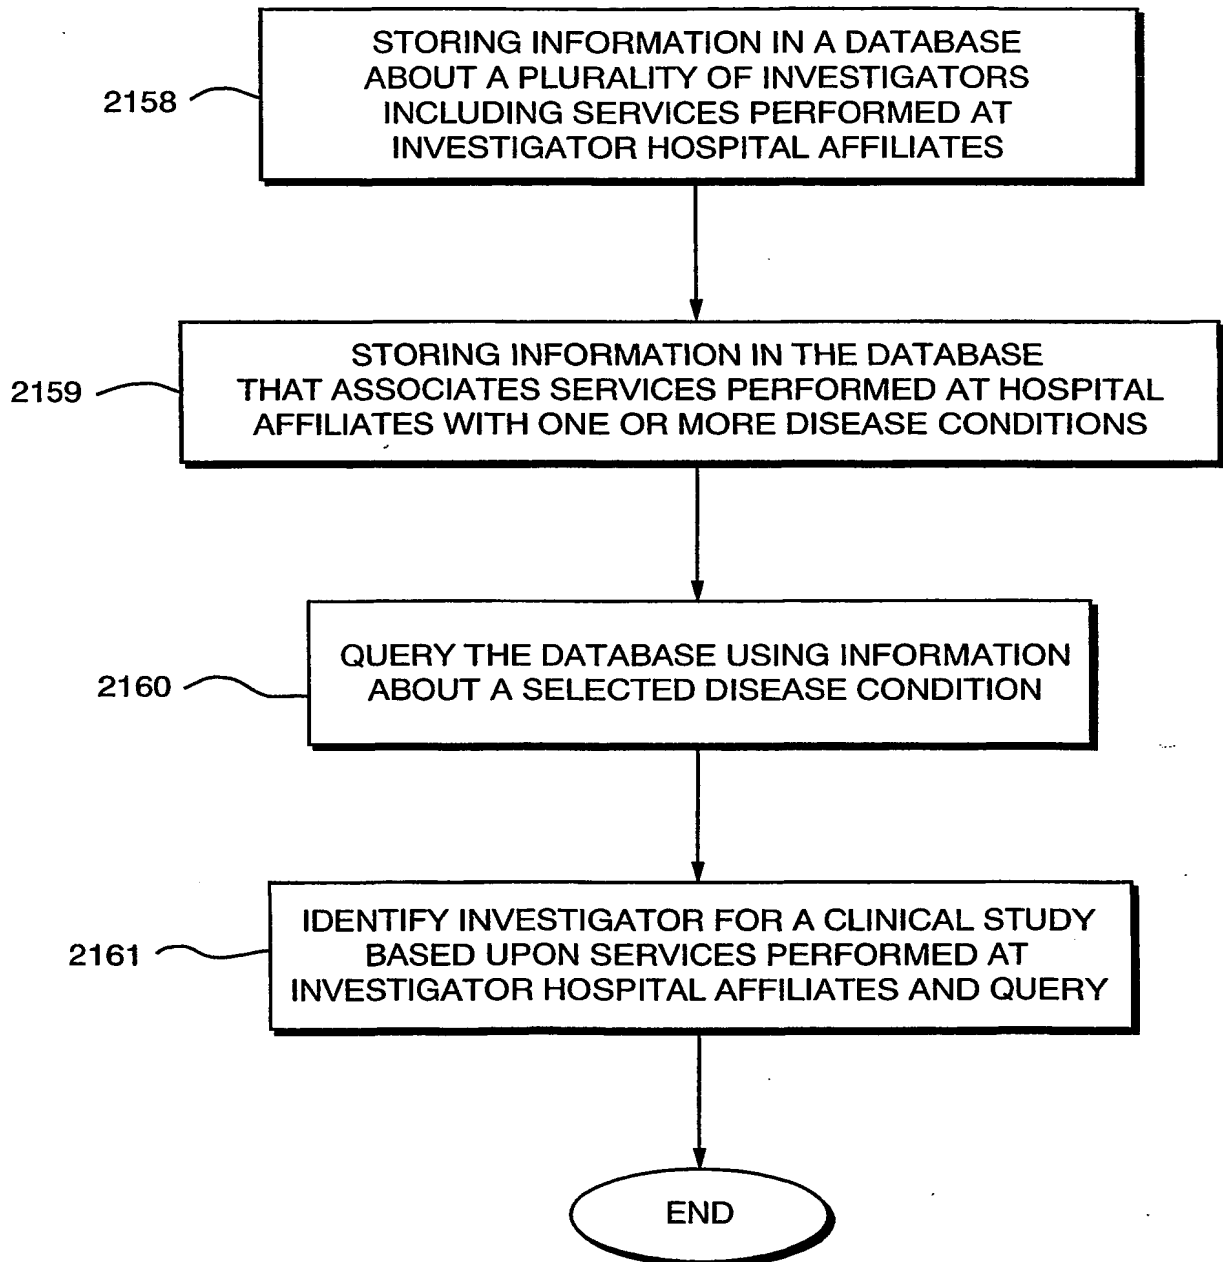 STORING INFORMATION IN A DATABASE
ABOUT A PLURALITY OF INVESTIGATORS
INCLUDING SERVICES PERFORMED AT
INVESTIGATOR HOSPITAL AFFILIATES
2158
STORING INFORMATION IN THE DATABASE
THAT ASSOCIATES SERVICES PERFORMED AT HOSPITAL
AFFILIATES WITH ONE OR MORE DISEASE CONDITIONS
2159
QUERY THE DATABASE USING INFORMATION
ABOUT A SELECTED DISEASE CONDITION
2160
IDENTIFY INVESTIGATOR FOR A CLINICAL STUDY
BASED UPON SERVICES PERFORMED AT
INVESTIGATOR HOSPITAL AFFILIATES AND QUERY
2161
END